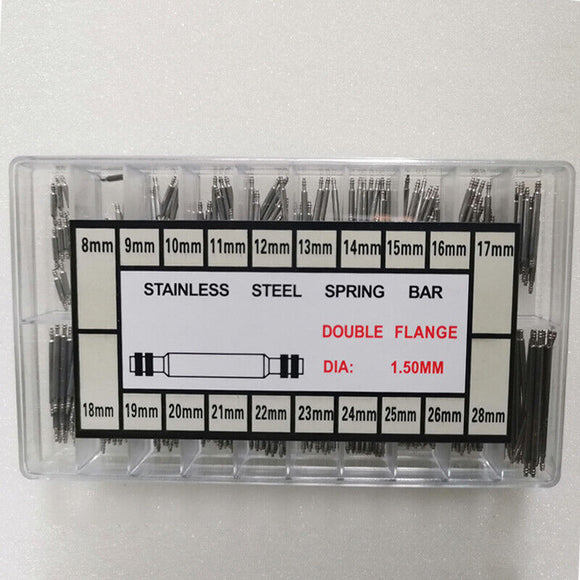 8mm 9mm 10mm 11mm 12mm 13mm 14mm 15mm 16mm 17mm
STAINLESS STEEL SPRING BAR
DOUBLE FLANGE
DIA: 1.50MM
18mm 19mm 20mm 21mm 22mm 23mm 24mm 25mm 26mm 28mm